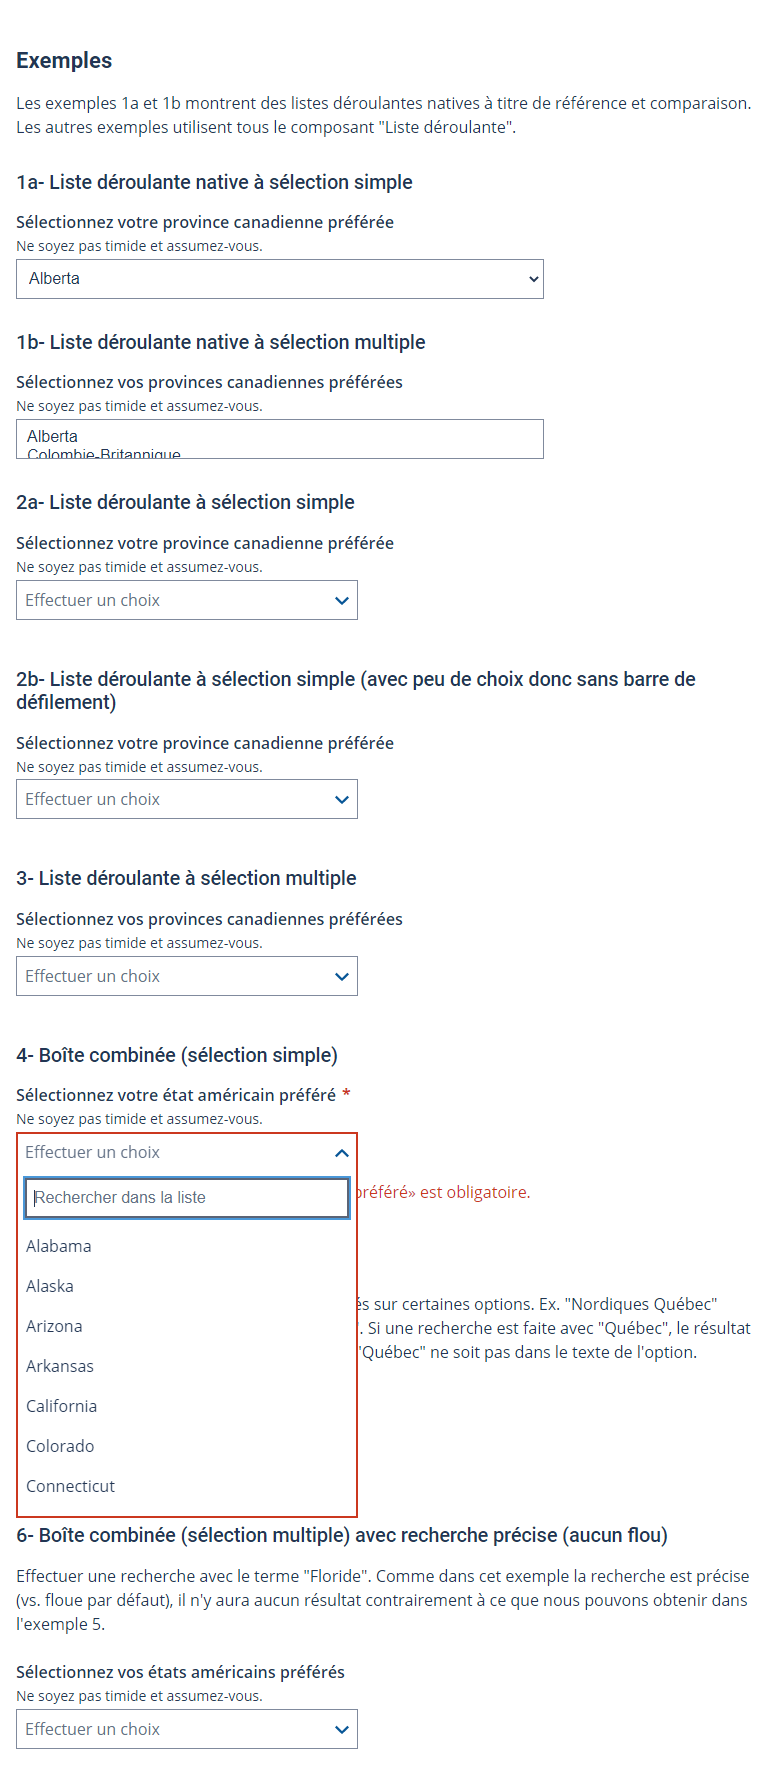 Exemples
Les exemples 1a et 1b montrent des listes déroulantes natives à titre de référence et comparaison.
Les autres exemples utilisent tous le composant "Liste déroulante".
1a- Liste déroulante native à sélection simple
Sélectionnez votre province canadienne préférée
Ne soyez pas timide et assumez-vous.
Alberta
1b- Liste déroulante native à sélection multiple
Sélectionnez vos provinces canadiennes préférées
Ne soyez pas timide et assumez-vous.
Alberta
Colombie-Britannique
2a- Liste déroulante à sélection simple
Sélectionnez votre province canadienne préférée
Ne soyez pas timide et assumez-vous.
Effectuer un choix
2b- Liste déroulante à sélection simple (avec peu de choix donc sans barre de
défilement)
Sélectionnez votre province canadienne préférée
Ne soyez pas timide et assumez-vous.
Effectuer un choix
3- Liste déroulante à sélection multiple
Sélectionnez vos provinces canadiennes préférées
Ne soyez pas timide et assumez-vous.
Effectuer un choix
4- Boîte combinée (sélection simple)
Sélectionnez votre état américain préféré *
Ne soyez pas timide et assumez-vous.
Effectuer un choix
Rechercher dans la liste
préféré» est obligatoire.
Alabama
Alaska
Arizona
Arkansas
California
Colorado
Connecticut
és sur certaines options. Ex. "Nordiques Québec"
". Si une recherche est faite avec "Québec", le résultat
"Québec" ne soit pas dans le texte de l'option.
6- Boîte combinée (sélection multiple) avec recherche précise (aucun flou)
Effectuer une recherche avec le terme "Floride". Comme dans cet exemple la recherche est précise
(vs. floue par défaut), il n'y aura aucun résultat contrairement à ce que nous pouvons obtenir dans
l'exemple 5.
Sélectionnez vos états américains préférés
Ne soyez pas timide et assumez-vous.
Effectuer un choix